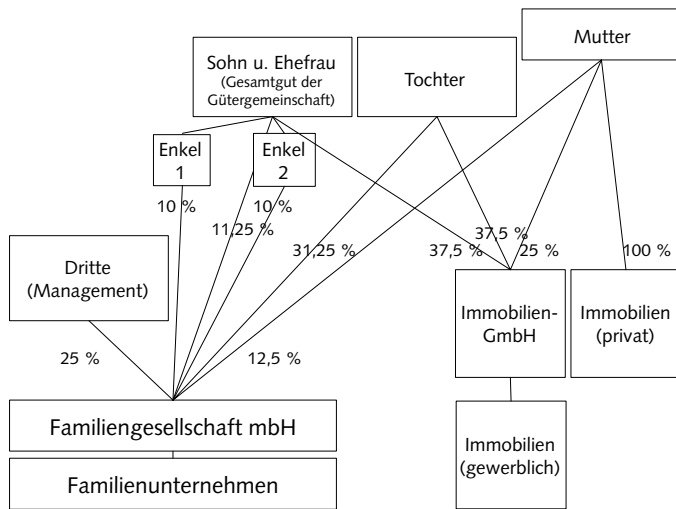 Mutter
Sohn u. Ehefrau
(Gesamtgut der
Gütergemeinschaft)
Tochter
Enkel
1
Enkel
2
10 %
10 %
11,25 %
31,25 %
37,5 %
37,5 %
25 %
100 %
Dritte
(Management)
Immobilien-
GmbH
Immobilien
(privat)
25 %
12,5 %
Familiengesellschaft mbH
Immobilien
(gewerblich)
Familienunternehmen